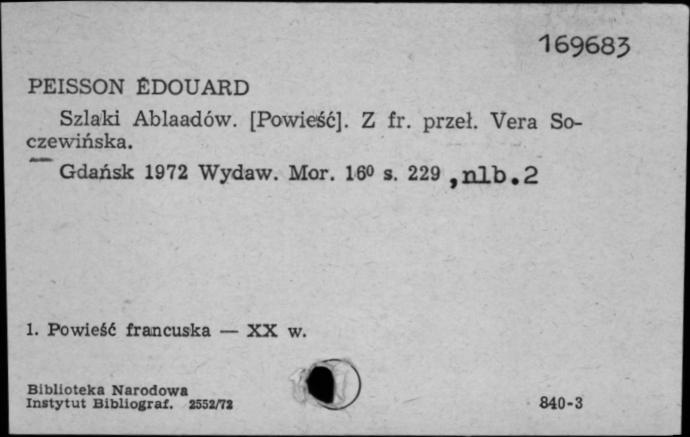 169683
PEISSON ÉDOUARD
Szlaki Ablaadów. [Powieść]. Z fr. przeł. Vera So-
czewińska.
Gdańsk 1972 Wydaw. Mor. 16⁰ s. 229 ,nlb.2
1. Powieść francuska — XX w.
Biblioteka Narodowa
Instytut Bibliograf. 2552/72
840-3